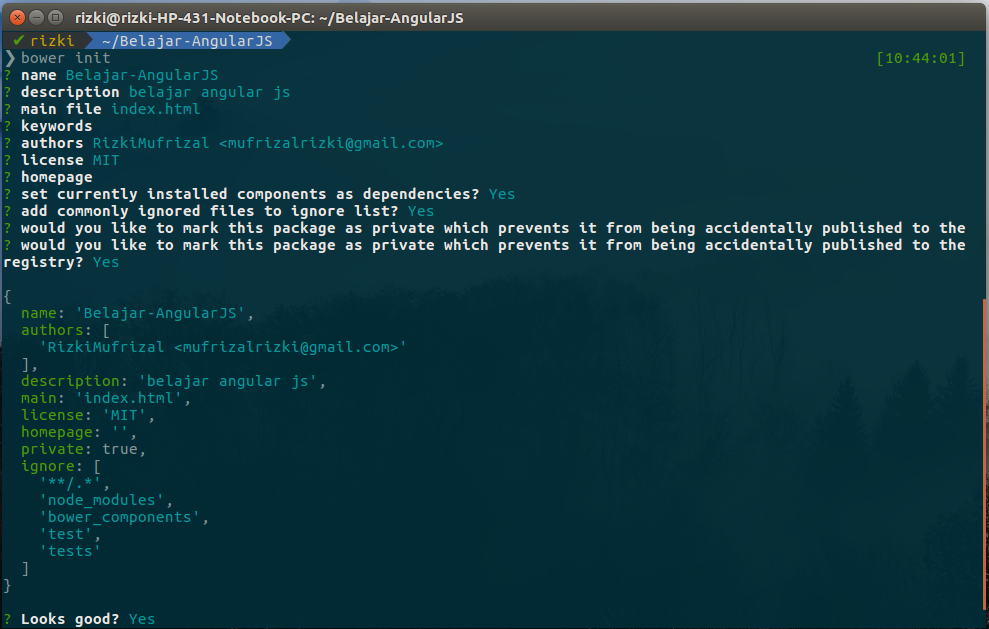 rizki@rizki-HP-431-Notebook-PC: ~/Belajar-AngularJS
✔ rizki ~/Belajar-AngularJS
❯ bower init [10:44:01]
? name Belajar-AngularJS
? description belajar angular js
? main file index.html
? keywords
? authors RizkiMufrizal <mufrizalrizki@gmail.com>
? license MIT
? homepage
? set currently installed components as dependencies? Yes
? add commonly ignored files to ignore list? Yes
? would you like to mark this package as private which prevents it from being accidentally published to the
? would you like to mark this package as private which prevents it from being accidentally published to the
registry? Yes
{
  name: 'Belajar-AngularJS',
  authors: [
    'RizkiMufrizal <mufrizalrizki@gmail.com>'
  ],
  description: 'belajar angular js',
  main: 'index.html',
  license: 'MIT',
  homepage: '',
  private: true,
  ignore: [
    '**/.*',
    'node_modules',
    'bower_components',
    'test',
    'tests'
  ]
}
? Looks good? Yes